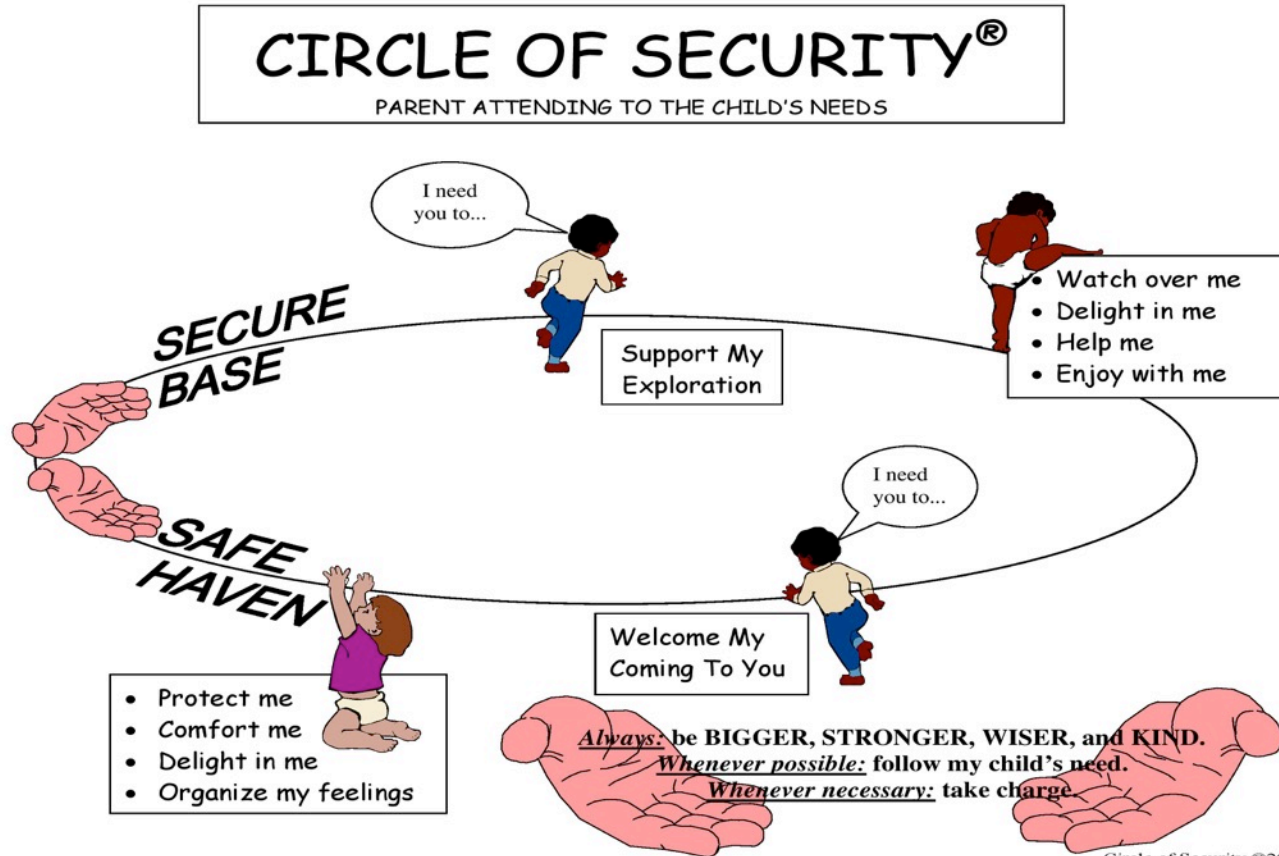 CIRCLE OF SECURITY®
PARENT ATTENDING TO THE CHILD'S NEEDS
I need
you to...
SECURE
BASE
Support My
Exploration
• Watch over me
• Delight in me
• Help me
• Enjoy with me
I need
you to...
SAFE
HAVEN
Welcome My
Coming To You
• Protect me
• Comfort me
• Delight in me
• Organize my feelings
Always: be BIGGER, STRONGER, WISER, and KIND.
Whenever possible: follow my child's need.
Whenever necessary: take charge.